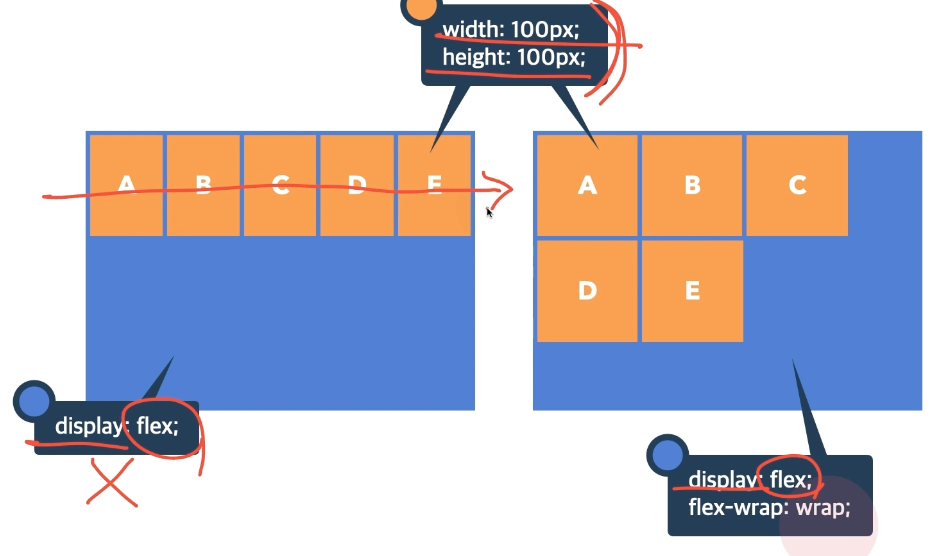 width: 100px;
height: 100px;
A B C D E
A B C
D E
display: flex;
display: flex;
flex-wrap: wrap;